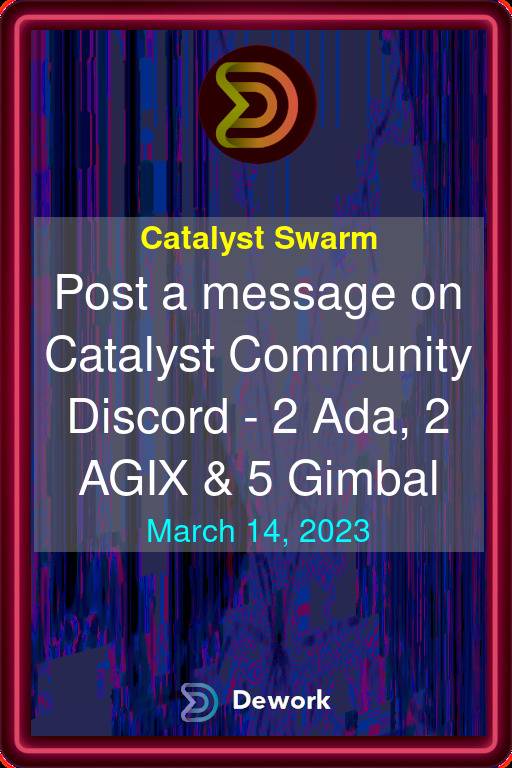 Catalyst Swarm
Post a message on
Catalyst Community
Discord - 2 Ada, 2
AGIX & 5 Gimbal
March 14, 2023
Dework